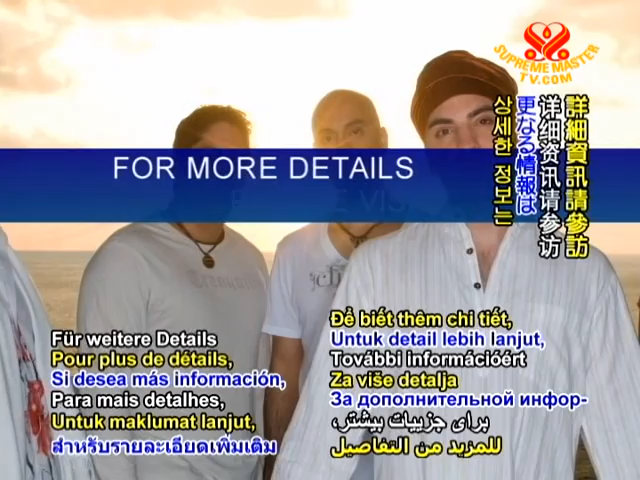 SUPREME MASTER
TV.COM
FOR MORE DETAILS
詳細資訊請參訪
详细资讯请参访
更なる情報は
상세한 정보는
Für weitere Details
Pour plus de détails,
Si desea más información,
Para mais detalhes,
Untuk maklumat lanjut,
สำหรับรายละเอียดเพิ่มเติม
Để biết thêm chi tiết,
Untuk detail lebih lanjut,
További információért
Za više detalja
За дополнительной инфор-
برای جزییات بیشتر،
للمزيد من التفاصيل